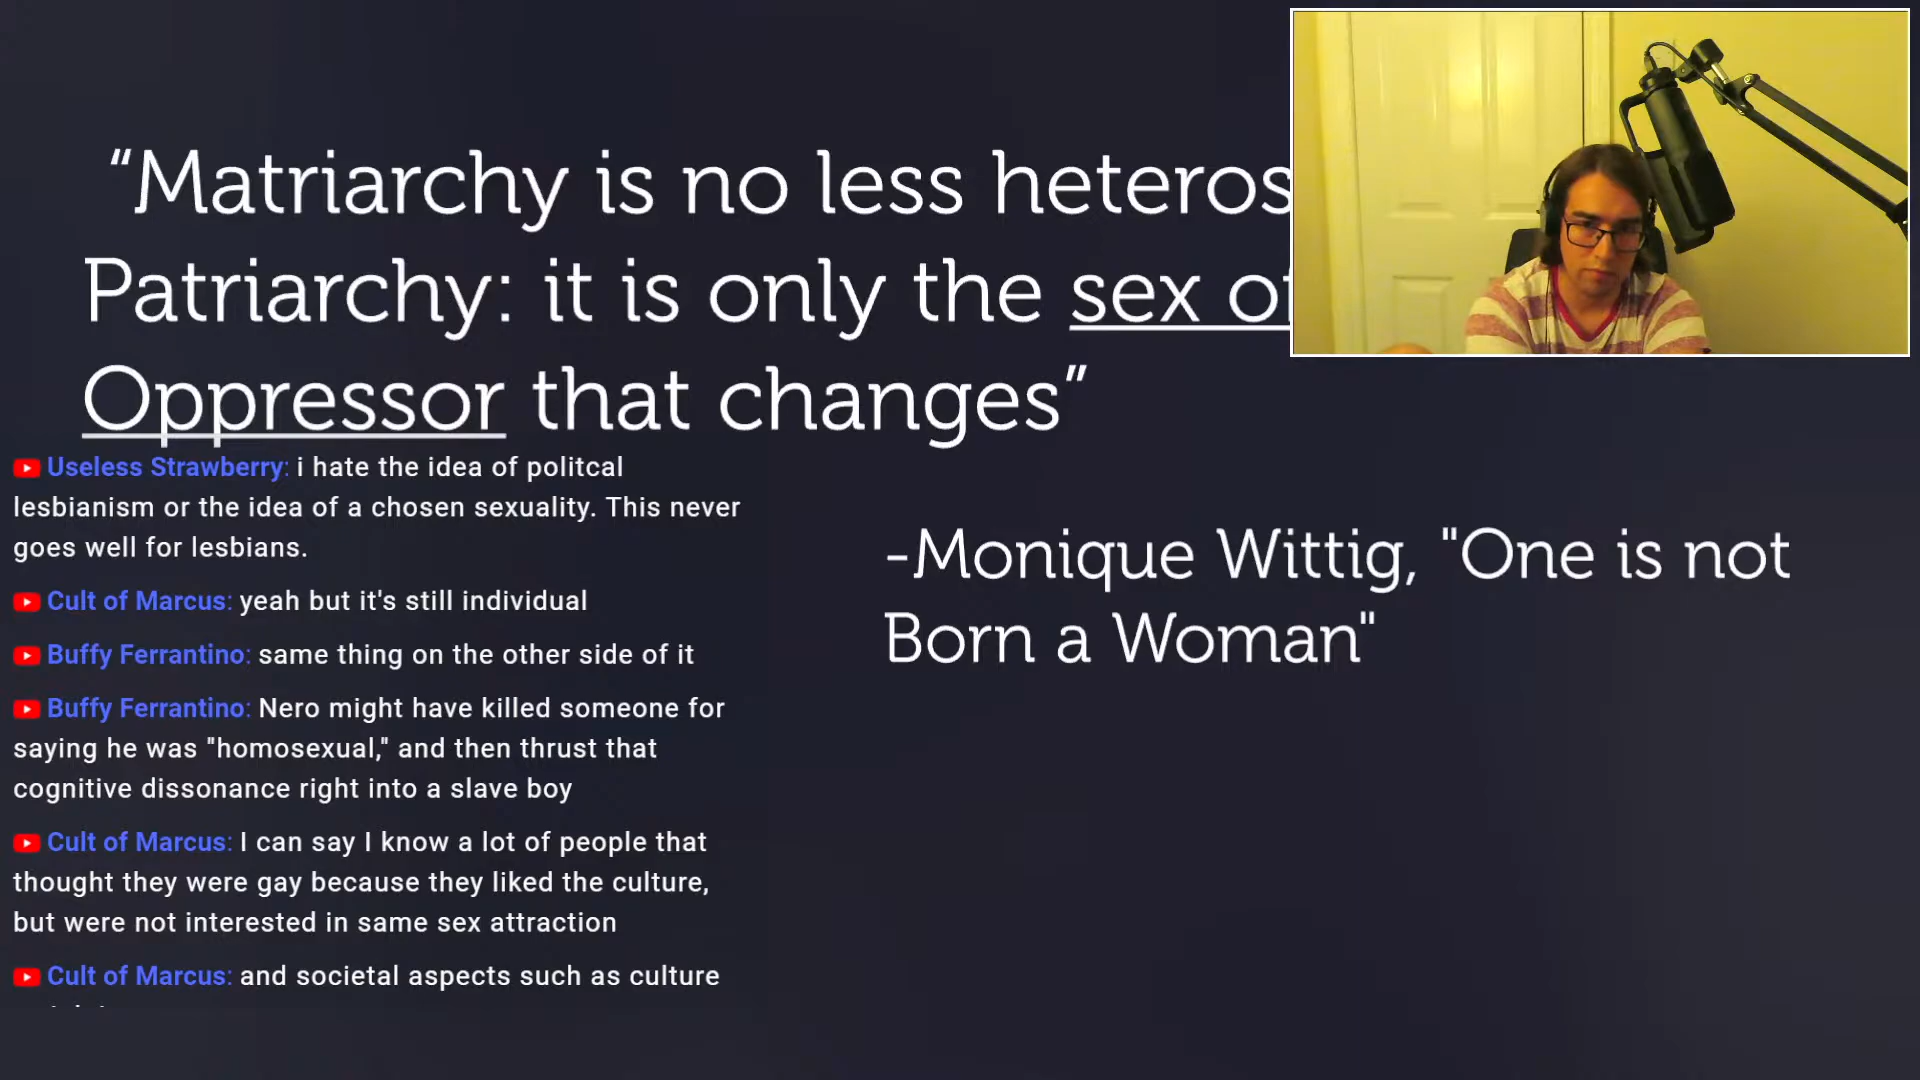 “Matriarchy is no less heteros
Patriarchy: it is only the sex of
Oppressor that changes”
-Monique Wittig, "One is not
Born a Woman"
Useless Strawberry: i hate the idea of politcal
lesbianism or the idea of a chosen sexuality. This never
goes well for lesbians.
Cult of Marcus: yeah but it's still individual
Buffy Ferrantino: same thing on the other side of it
Buffy Ferrantino: Nero might have killed someone for
saying he was "homosexual," and then thrust that
cognitive dissonance right into a slave boy
Cult of Marcus: I can say I know a lot of people that
thought they were gay because they liked the culture,
but were not interested in same sex attraction
Cult of Marcus: and societal aspects such as culture